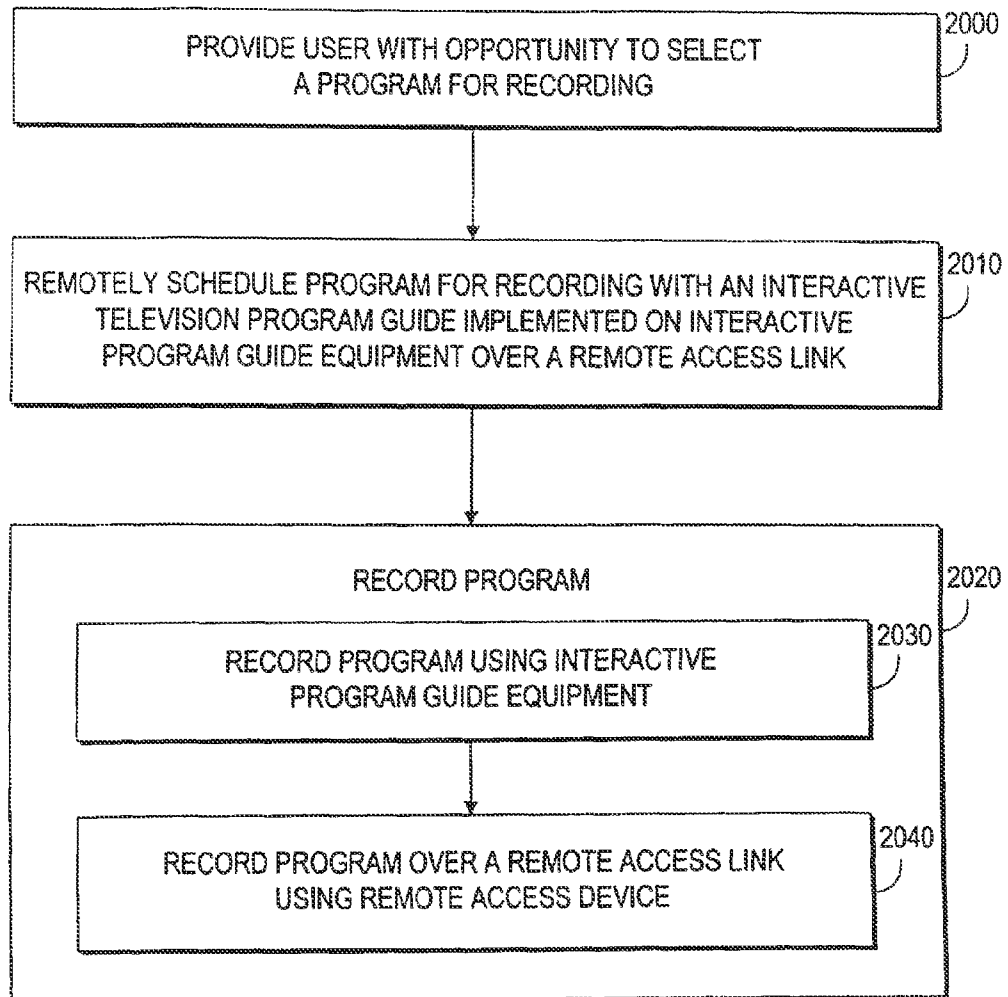 2000
PROVIDE USER WITH OPPORTUNITY TO SELECT
A PROGRAM FOR RECORDING
2010
REMOTELY SCHEDULE PROGRAM FOR RECORDING WITH AN INTERACTIVE
TELEVISION PROGRAM GUIDE IMPLEMENTED ON INTERACTIVE
PROGRAM GUIDE EQUIPMENT OVER A REMOTE ACCESS LINK
2020
RECORD PROGRAM
2030
RECORD PROGRAM USING INTERACTIVE
PROGRAM GUIDE EQUIPMENT
2040
RECORD PROGRAM OVER A REMOTE ACCESS LINK
USING REMOTE ACCESS DEVICE